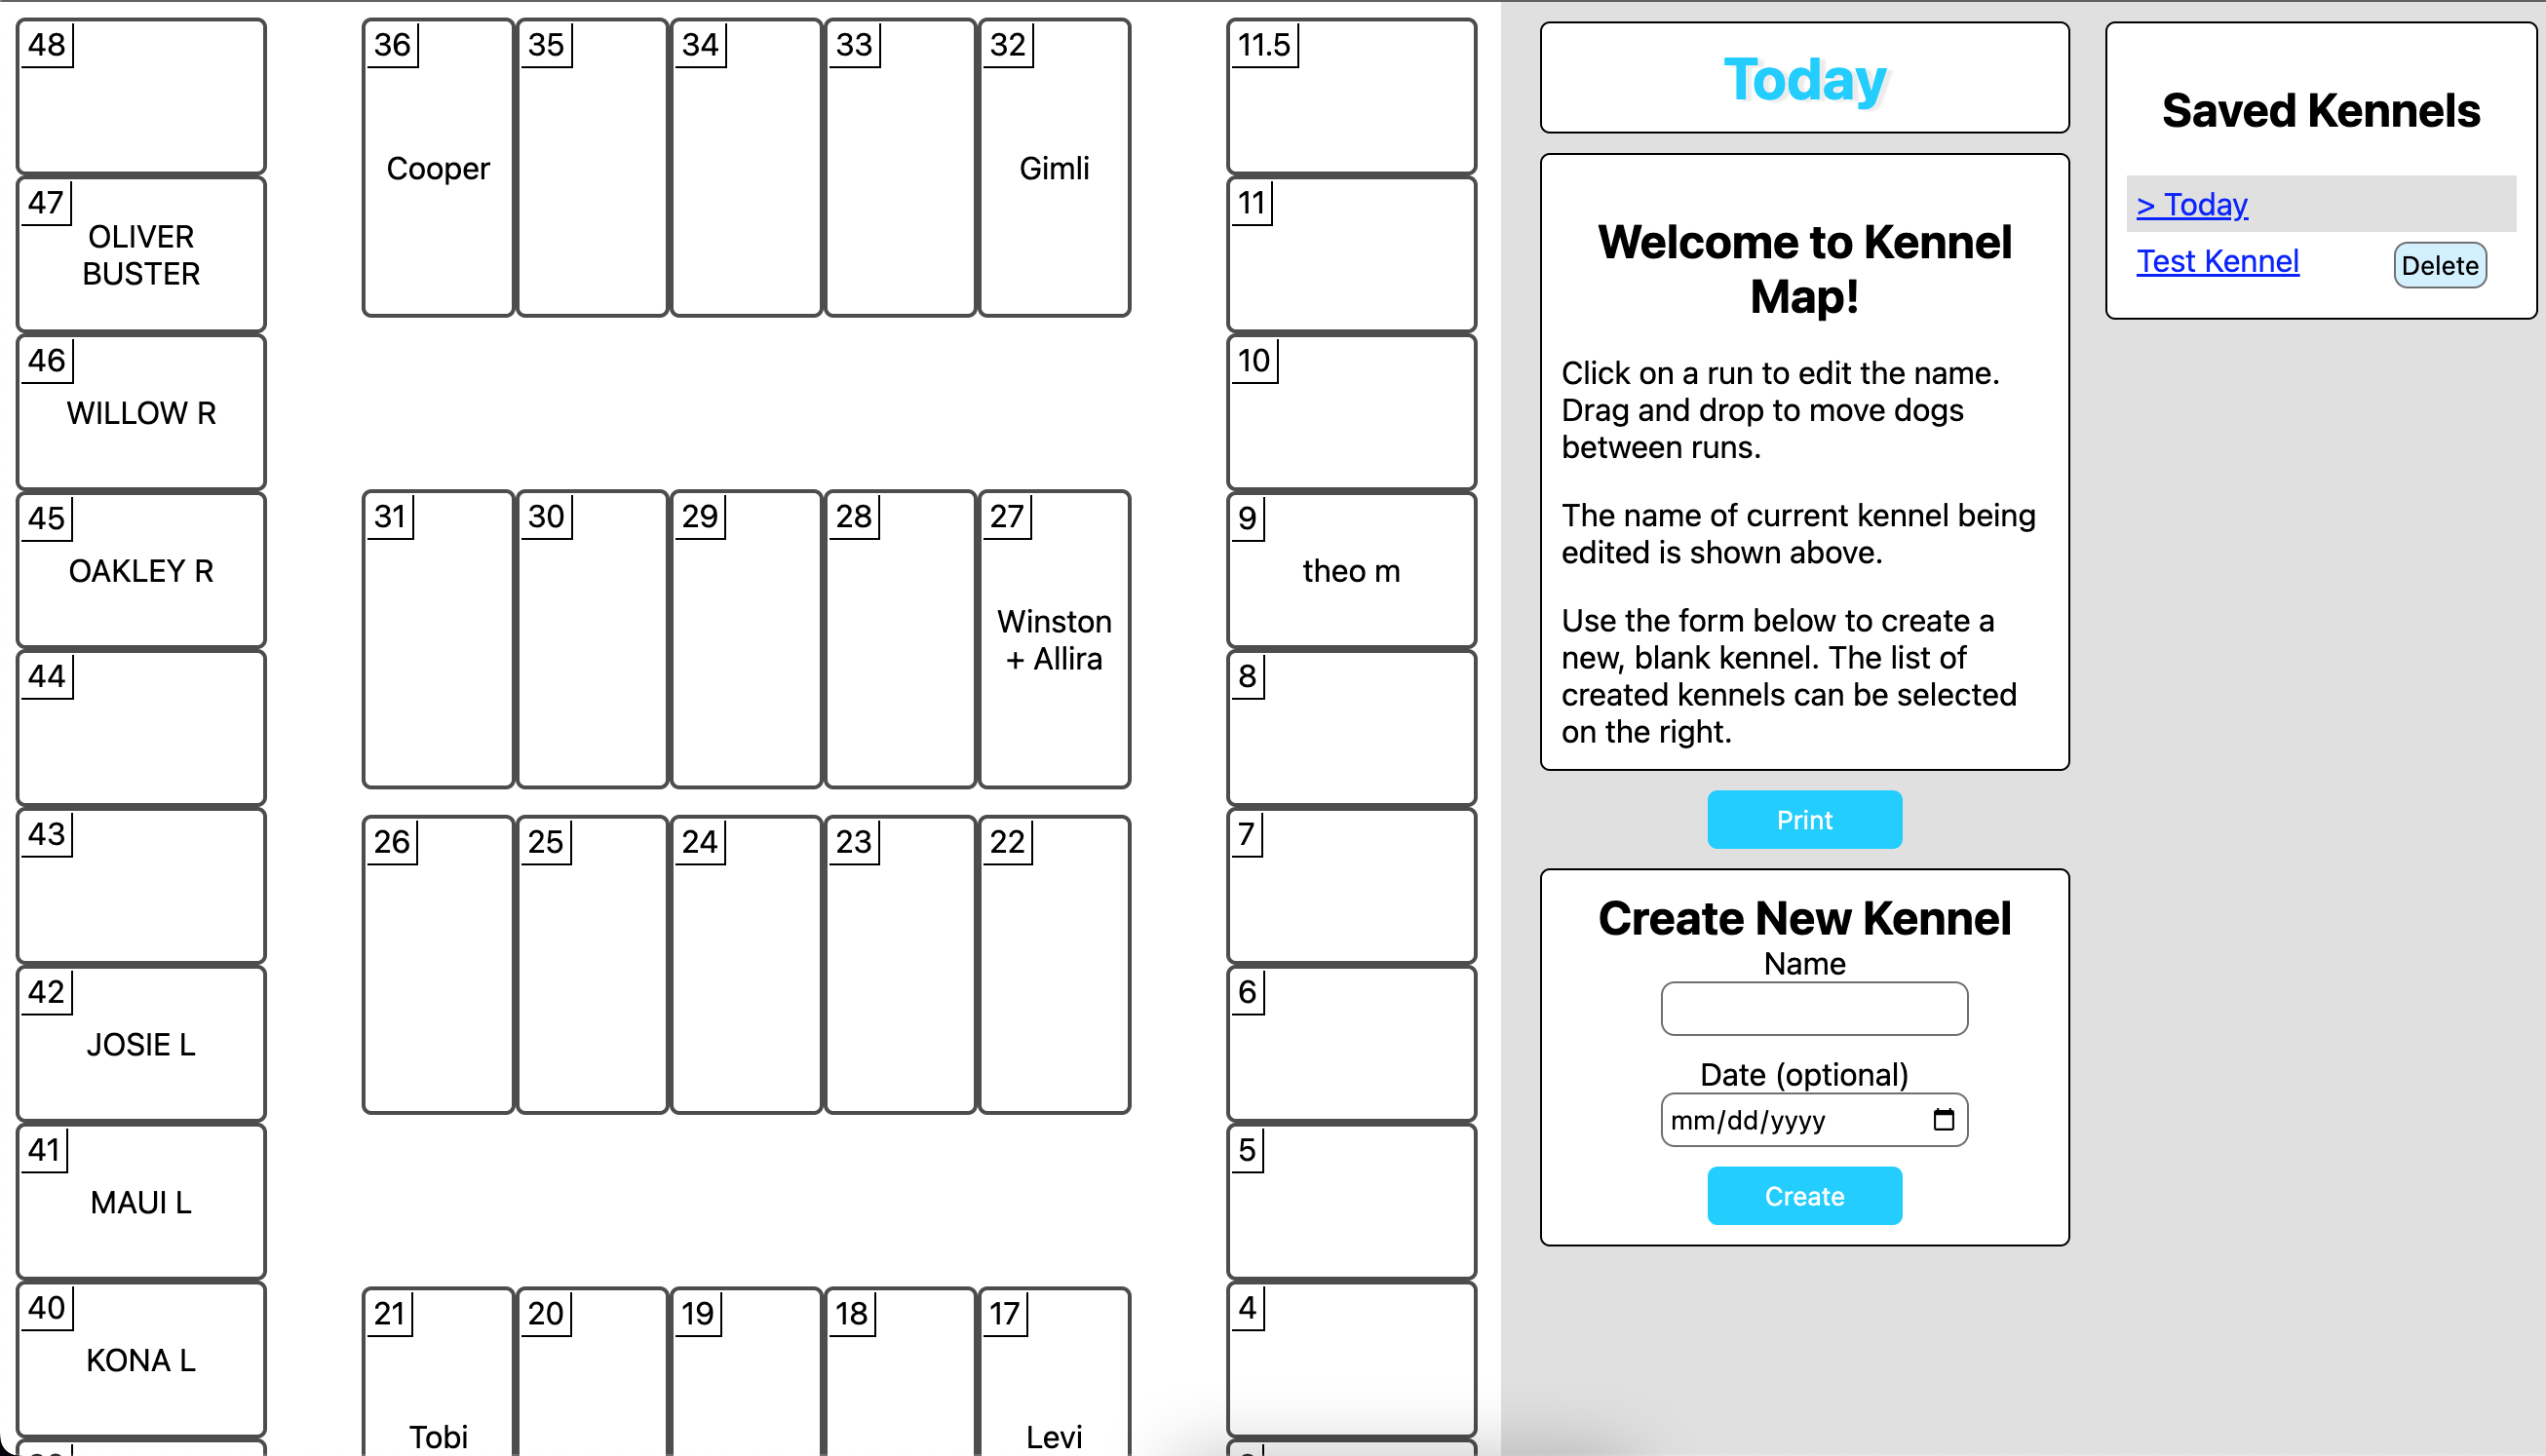 48
47
OLIVER
BUSTER
46
WILLOW R
45
OAKLEY R
44
43
42
JOSIE L
41
MAUI L
40
KONA L
36
Cooper
35
34
33
32
Gimli
31
30
29
28
27
Winston
+ Allira
26
25
24
23
22
21
Tobi
20
19
18
17
Levi
11.5
11
10
9
theo m
8
7
6
5
4
Today
Welcome to Kennel
Map!
Click on a run to edit the name.
Drag and drop to move dogs
between runs.
The name of current kennel being
edited is shown above.
Use the form below to create a
new, blank kennel. The list of
created kennels can be selected
on the right.
Print
Create New Kennel
Name
Date (optional)
mm/dd/yyyy
Create
Saved Kennels
> Today
Test Kennel
Delete